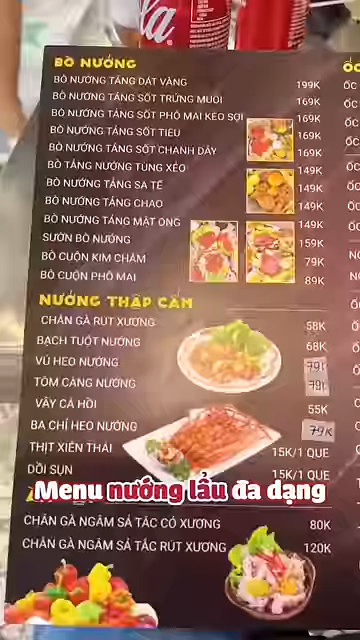 BÒ NƯỚNG
BÒ NƯỚNG TẢNG DÁT VÀNG 199K
BÒ NƯỚNG TẢNG SỐT TRỨNG MUỐI 169K
BÒ NƯỚNG TẢNG SỐT PHÔ MAI KÉO SỢI 169K
BÒ NƯỚNG TẢNG SỐT TIÊU 169K
BÒ NƯỚNG TẢNG SỐT CHANH DÂY 169K
BÒ TẢNG NƯỚNG TÙNG XẺO 149K
BÒ NƯỚNG TẢNG SA TẾ 149K
BÒ NƯỚNG TẢNG CHAO 149K
BÒ NƯỚNG TẢNG MẬT ONG 149K
SƯỜN BÒ NƯỚNG 159K
BÒ CUỘN KIM CHÂM 79K
BÒ CUỘN PHÔ MAI 89K
NƯỚNG THẬP CẨM
CHÂN GÀ RÚT XƯƠNG 58K
BẠCH TUỘT NƯỚNG 68K
VÚ HEO NƯỚNG 79K
TÔM CÀNG NƯỚNG 79K
VÂY CÁ HỒI 55K
BA CHỈ HEO NƯỚNG 79K
THỊT XIÊN THÁI 15K/1 QUE
DỒI SỤN 15K/1 QUE
Menu nướng lẩu đa dạng
CHÂN GÀ NGÂM SẢ TẮC CÓ XƯƠNG 80K
CHÂN GÀ NGÂM SẢ TẮC RÚT XƯƠNG 120K